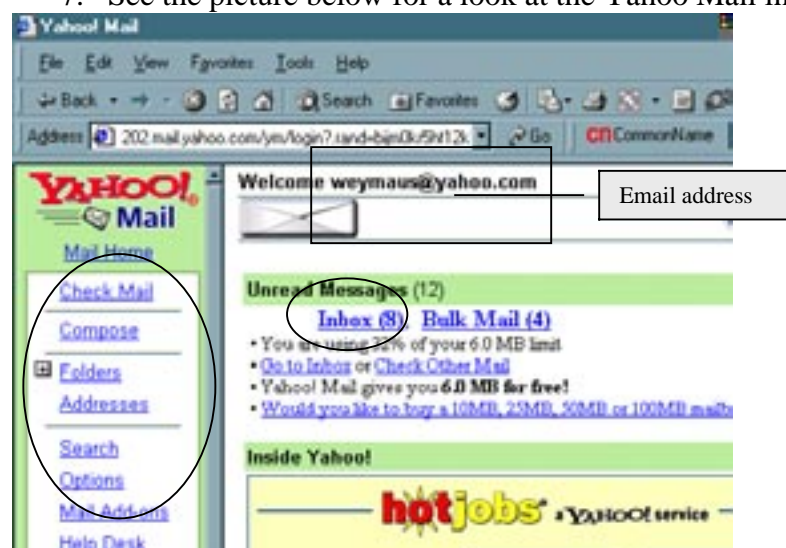 7. See the picture below for a look at the Yahoo Mail
Yahoo! Mail
File Edit View Favorites Tools Help
Back Search Favorites
Address 202.mail.yahoo.com/ym/login? Go CommonName
YAHOO! Mail
Mail Home
Check Mail
Compose
Folders
Addresses
Search
Options
Mail Add-ons
Help Desk
Welcome weymaus@yahoo.com
Email address
Unread Messages (12)
Inbox (8), Bulk Mail (4)
• You are using 32% of your 6.0 MB limit
• Go to Inbox or Check Other Mail
• Yahoo! Mail gives you 6.0 MB for free!
• Would you like to buy a 10MB, 25MB, 50MB or 100MB
Inside Yahoo!
hotjobs a YAHOO! service